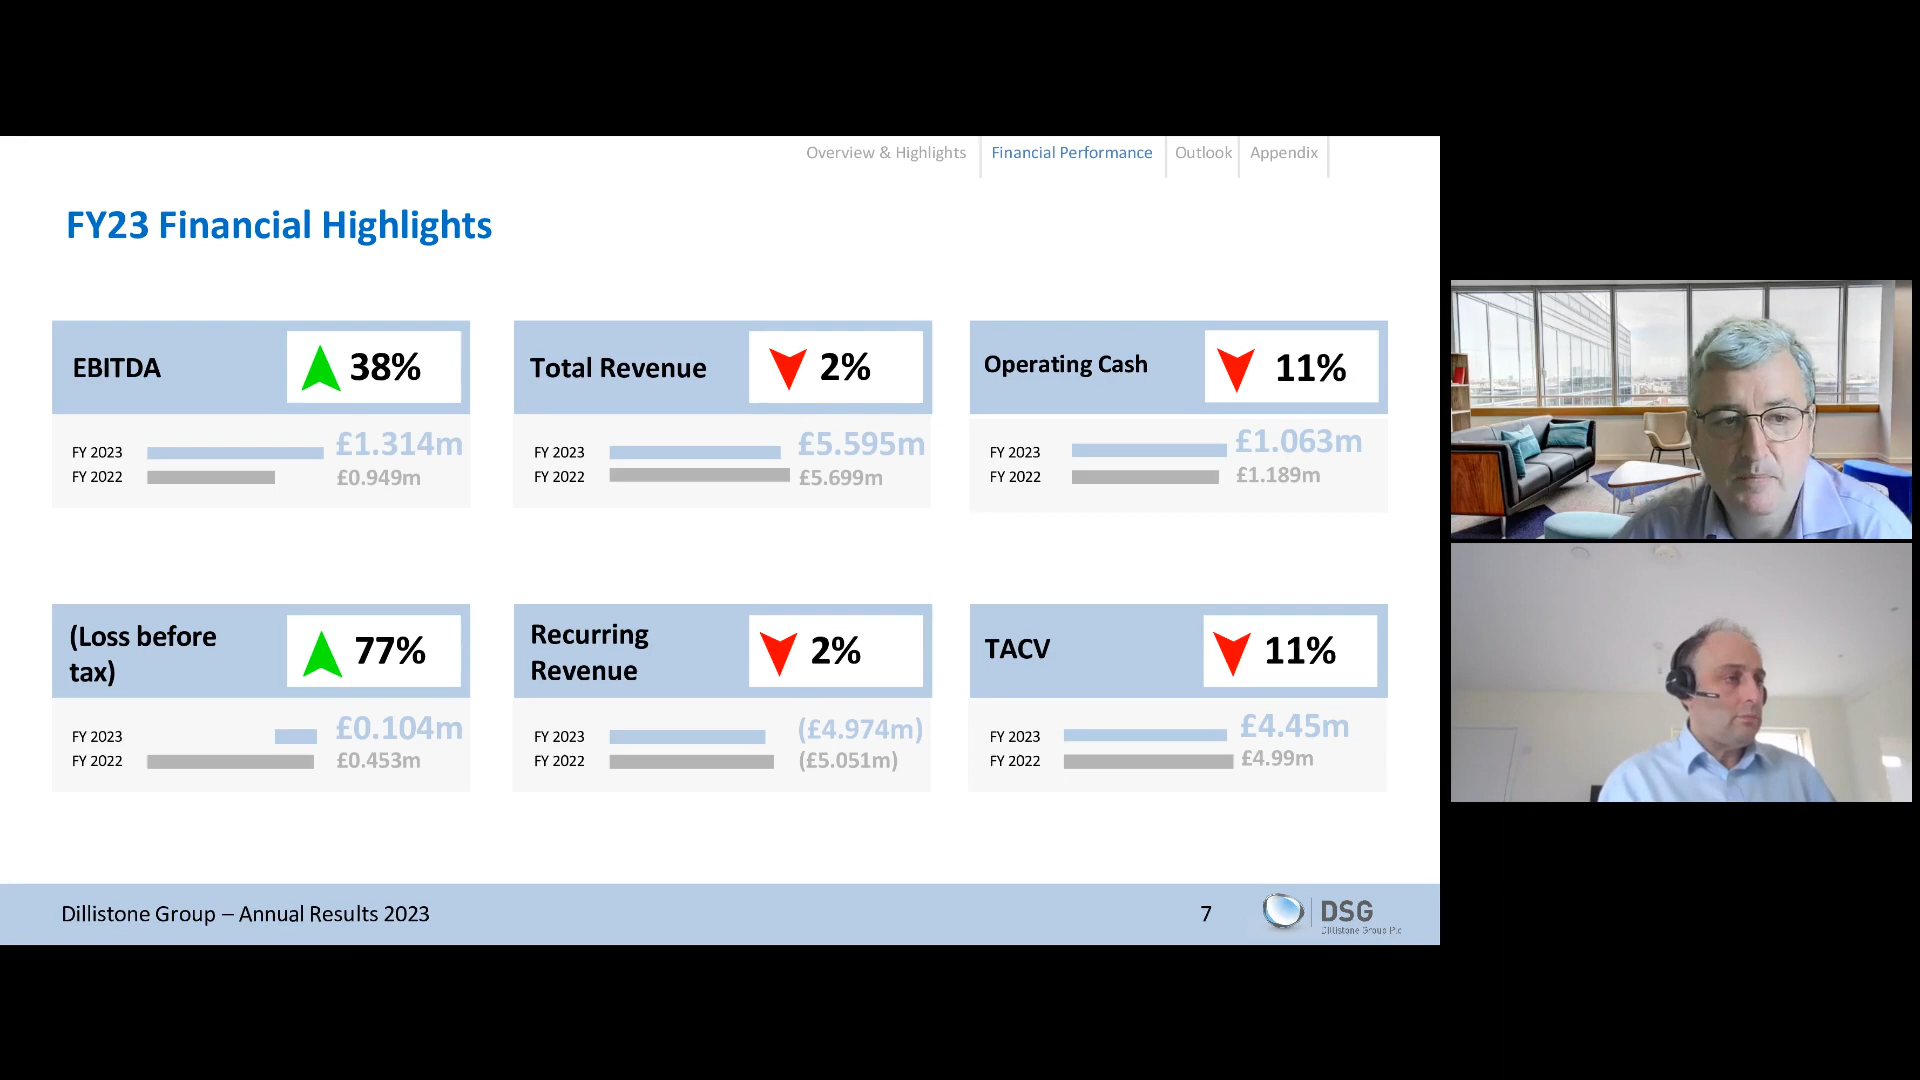 Overview & Highlights
Financial Performance
Outlook
Appendix
FY23 Financial Highlights
EBITDA
38%
FY 2023
£1.314m
FY 2022
£0.949m
Total Revenue
2%
FY 2023
£5.595m
FY 2022
£5.699m
Operating Cash
11%
FY 2023
£1.063m
FY 2022
£1.189m
(Loss before
tax)
77%
FY 2023
£0.104m
FY 2022
£0.453m
Recurring
Revenue
2%
FY 2023
(£4.974m)
FY 2022
(£5.051m)
TACV
11%
FY 2023
£4.45m
FY 2022
£4.99m
Dillistone Group – Annual Results 2023
7
DSG
Dillistone Group Plc